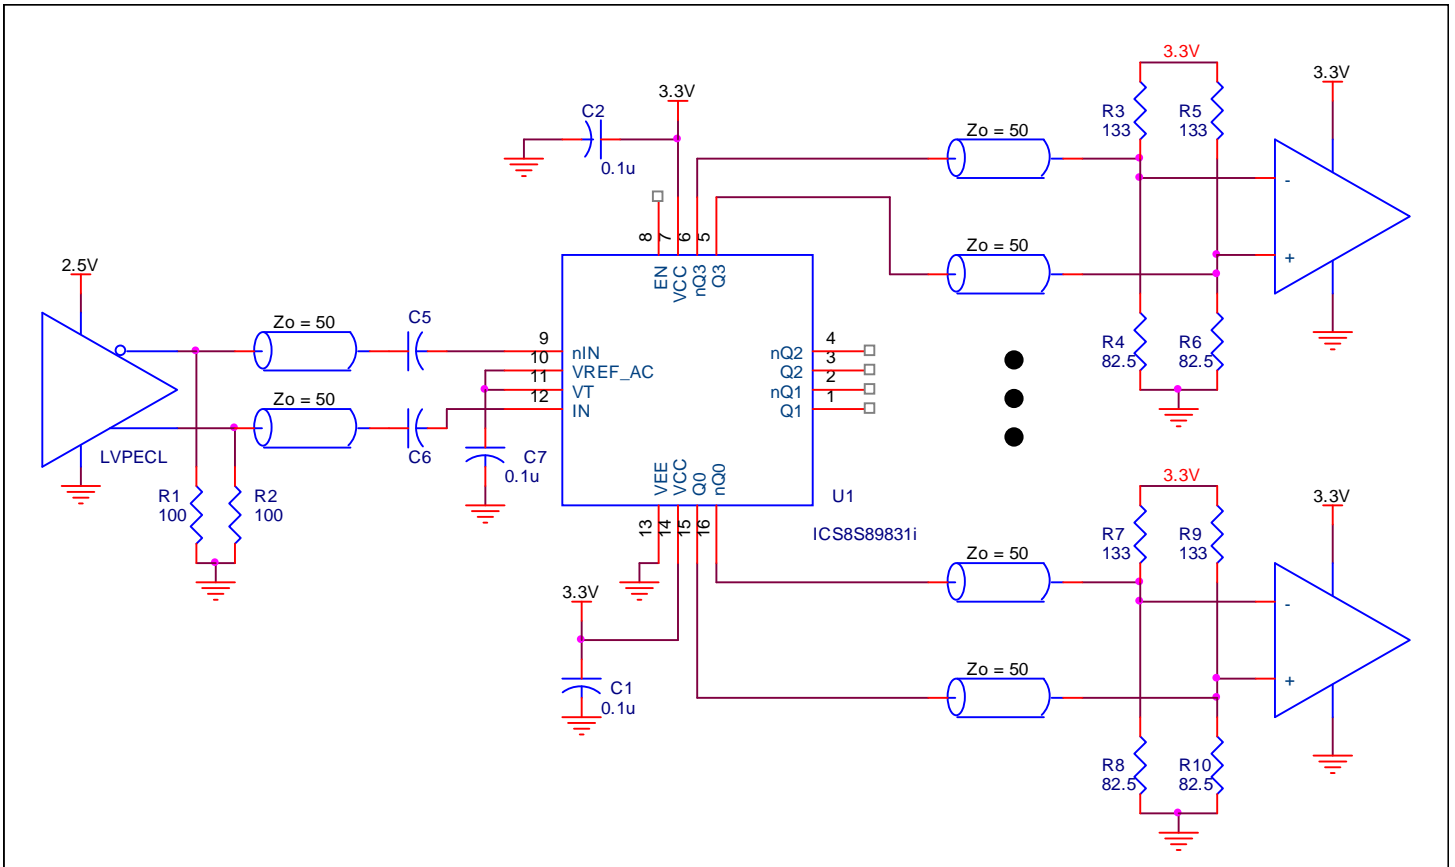 3.3V
R3
133
R5
133
3.3V
3.3V
C2
0.1u
Zo = 50
-
+
Zo = 50
8
7
6
5
EN
VCC
nQ3
Q3
2.5V
LVPECL
Zo = 50
C5
Zo = 50
C6
9
10
11
12
nIN
VREF_AC
VT
IN
nQ2
Q2
nQ1
Q1
4
3
2
1
R4
82.5
R6
82.5
R1
100
R2
100
C7
0.1u
VEE
VCC
Q0
nQ0
13
14
15
16
U1
ICS8S89831i
3.3V
C1
0.1u
3.3V
R7
133
R9
133
3.3V
Zo = 50
-
+
Zo = 50
R8
82.5
R10
82.5